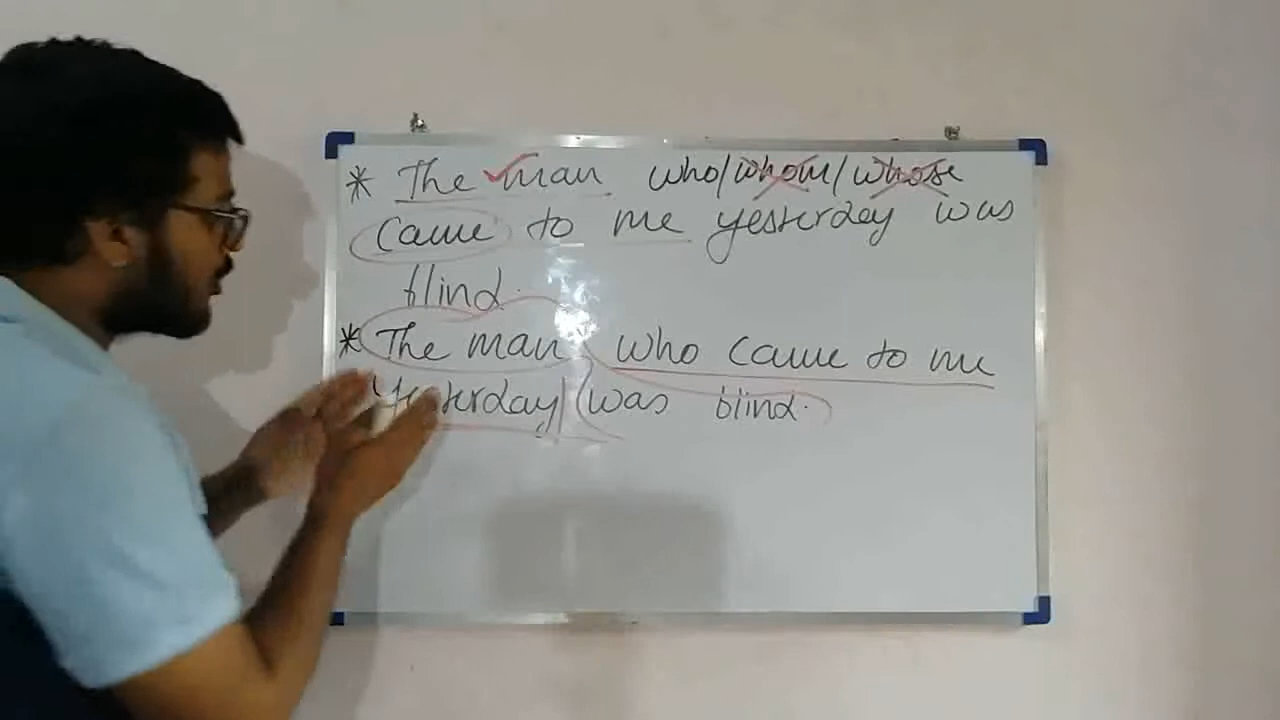 * The man who/whom/whose
came to me yesterday was
blind.
* The man who came to me
yesterday (was blind.)